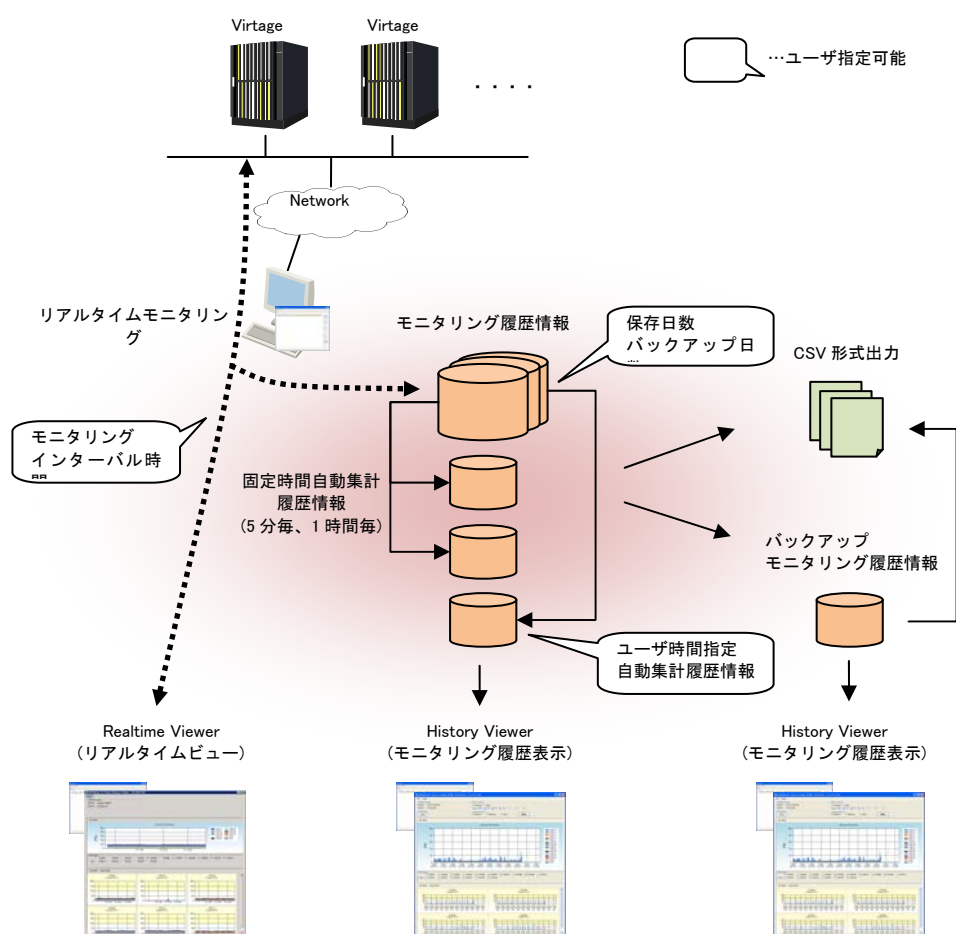 Virtage
Virtage
・・・・
…ユーザ指定可能
Network
リアルタイムモニタリン
グ
モニタリング履歴情報
保存日数
バックアップ日
CSV 形式出力
モニタリング
インターバル時
固定時間自動集計
履歴情報
(5 分毎、1 時間毎)
バックアップ
モニタリング履歴情報
ユーザ時間指定
自動集計履歴情報
Realtime Viewer
(リアルタイムビュー)
History Viewer
(モニタリング履歴表示)
History Viewer
(モニタリング履歴表示)